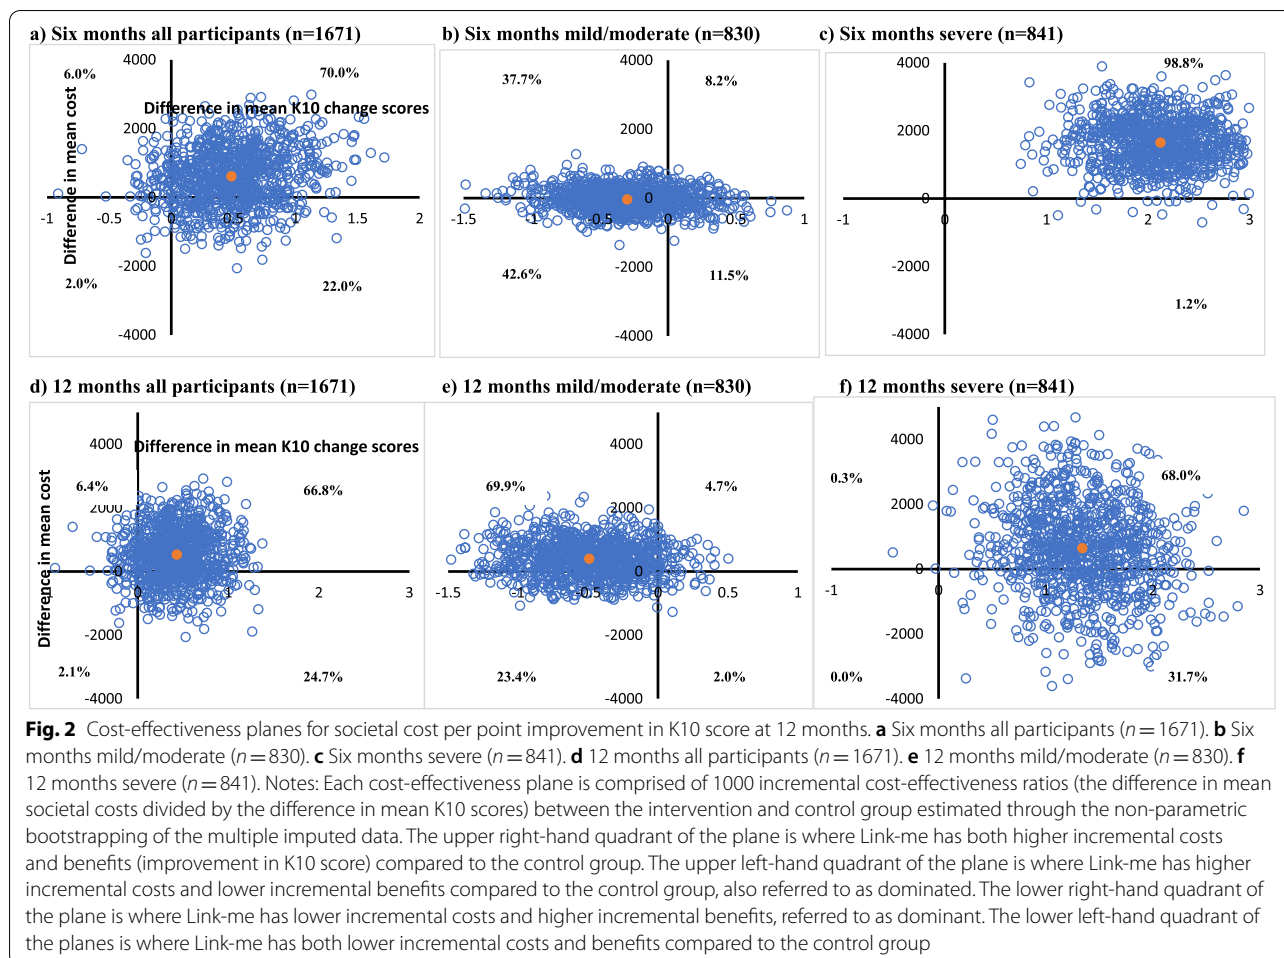 a) Six months all participants (n=1671)
4000
6.0%
70.0%
Difference in mean K10 change scores
2000
Difference in mean cost
0
-1 -0.5 0 0.5 1 1.5 2
-2000
2.0%
22.0%
-4000
b) Six months mild/moderate (n=830)
4000
37.7%
8.2%
2000
0
-1.5 -1 -0.5 0 0.5 1
-2000
42.6%
11.5%
-4000
c) Six months severe (n=841)
4000
98.8%
2000
0
-1 0 1 2 3
-2000
1.2%
-4000
d) 12 months all participants (n=1671)
4000
Difference in mean K10 change scores
6.4%
66.8%
2000
Difference in mean cost
0
0 1 2 3
-2000
2.1%
24.7%
-4000
e) 12 months mild/moderate (n=830)
4000
69.9%
4.7%
2000
0
-1.5 -1 -0.5 0 0.5 1
-2000
23.4%
2.0%
-4000
f) 12 months severe (n=841)
4000
0.3%
68.0%
2000
0
-1 0 1 2 3
-2000
0.0%
31.7%
-4000
Fig. 2 Cost-effectiveness planes for societal cost per point improvement in K10 score at 12 months. a Six months all participants (n = 1671). b Six
months mild/moderate (n = 830). c Six months severe (n = 841). d 12 months all participants (n = 1671). e 12 months mild/moderate (n = 830). f
12 months severe (n = 841). Notes: Each cost-effectiveness plane is comprised of 1000 incremental cost-effectiveness ratios (the difference in mean
societal costs divided by the difference in mean K10 scores) between the intervention and control group estimated through the non-parametric
bootstrapping of the multiple imputed data. The upper right-hand quadrant of the plane is where Link-me has both higher incremental costs
and benefits (improvement in K10 score) compared to the control group. The upper left-hand quadrant of the plane is where Link-me has higher
incremental costs and lower incremental benefits compared to the control group, also referred to as dominated. The lower right-hand quadrant of
the plane is where Link-me has lower incremental costs and higher incremental benefits, referred to as dominant. The lower left-hand quadrant of
the planes is where Link-me has both lower incremental costs and benefits compared to the control group